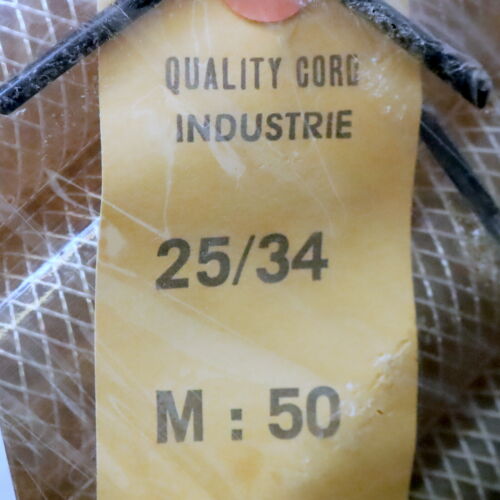 QUALITY CORD
INDUSTRIE
25/34
M : 50